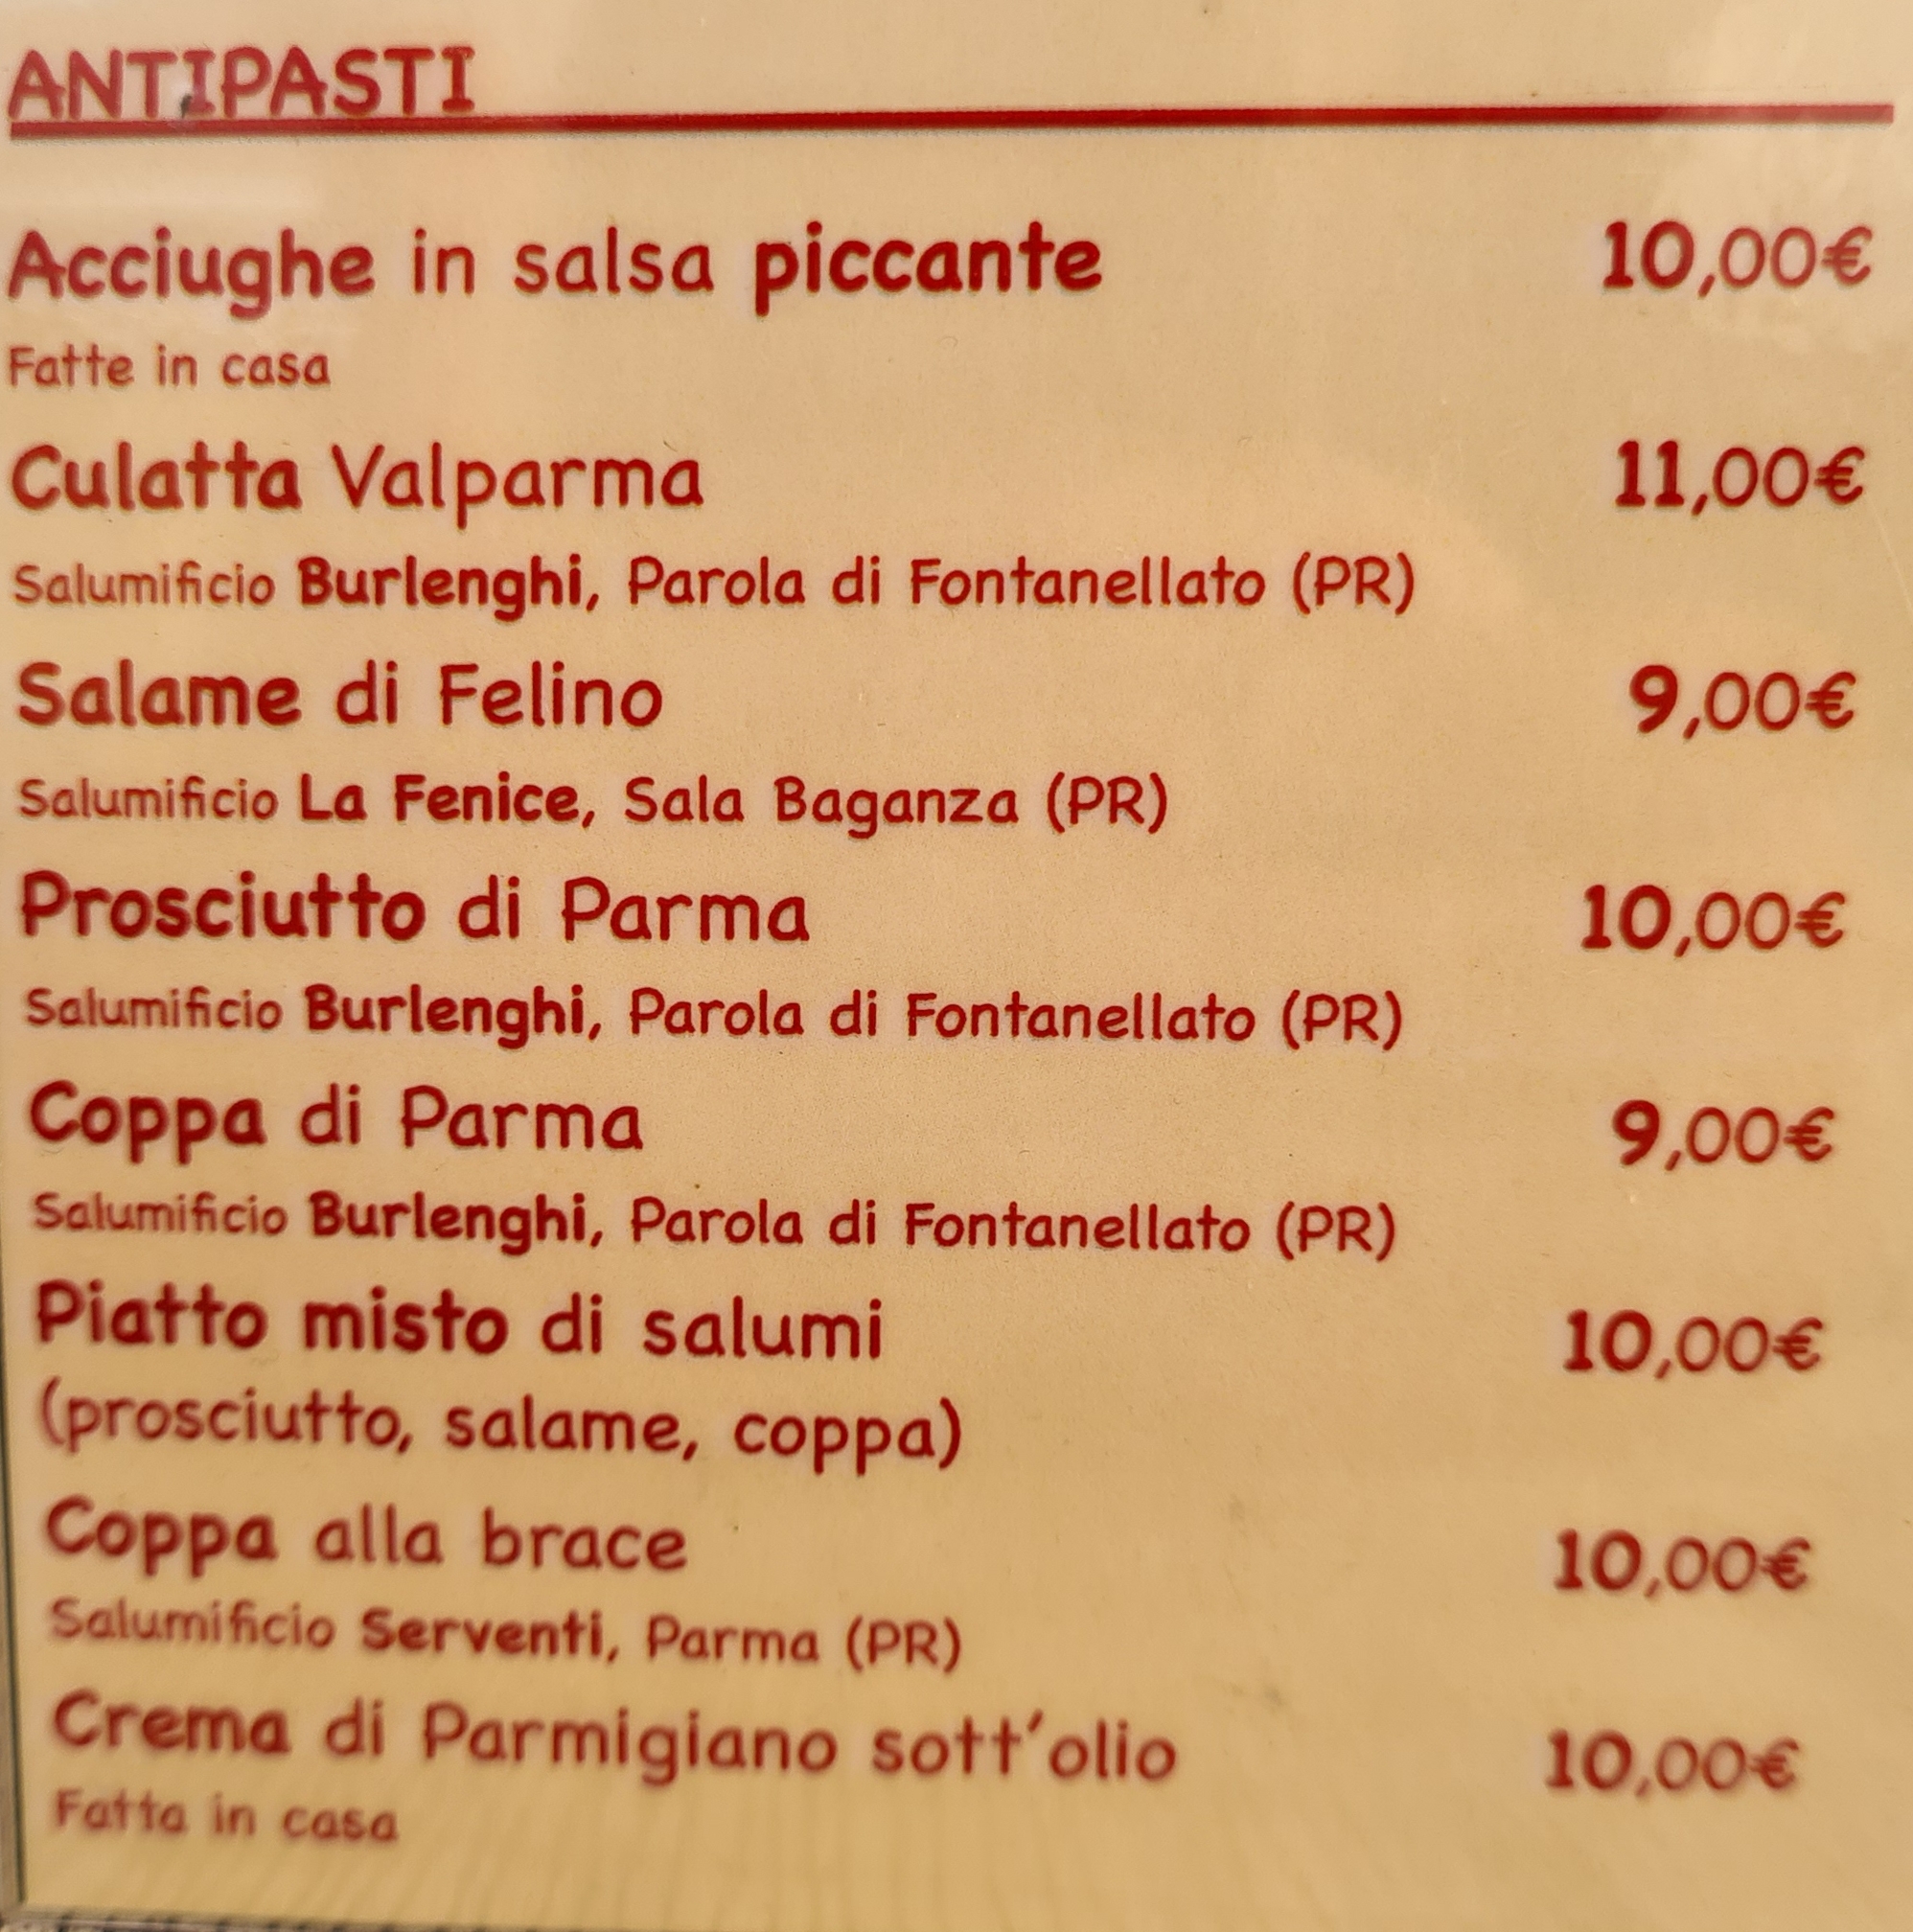 ANTIPASTI
Acciughe in salsa piccante 10,00€
Fatte in casa
Culatta Valparma 11,00€
Salumificio Burlenghi, Parola di Fontanellato (PR)
Salame di Felino 9,00€
Salumificio La Fenice, Sala Baganza (PR)
Prosciutto di Parma 10,00€
Salumificio Burlenghi, Parola di Fontanellato (PR)
Coppa di Parma 9,00€
Salumificio Burlenghi, Parola di Fontanellato (PR)
Piatto misto di salumi 10,00€
(prosciutto, salame, coppa)
Coppa alla brace 10,00€
Salumificio Serventi, Parma (PR)
Crema di Parmigiano sott'olio 10,00€
Fatta in casa